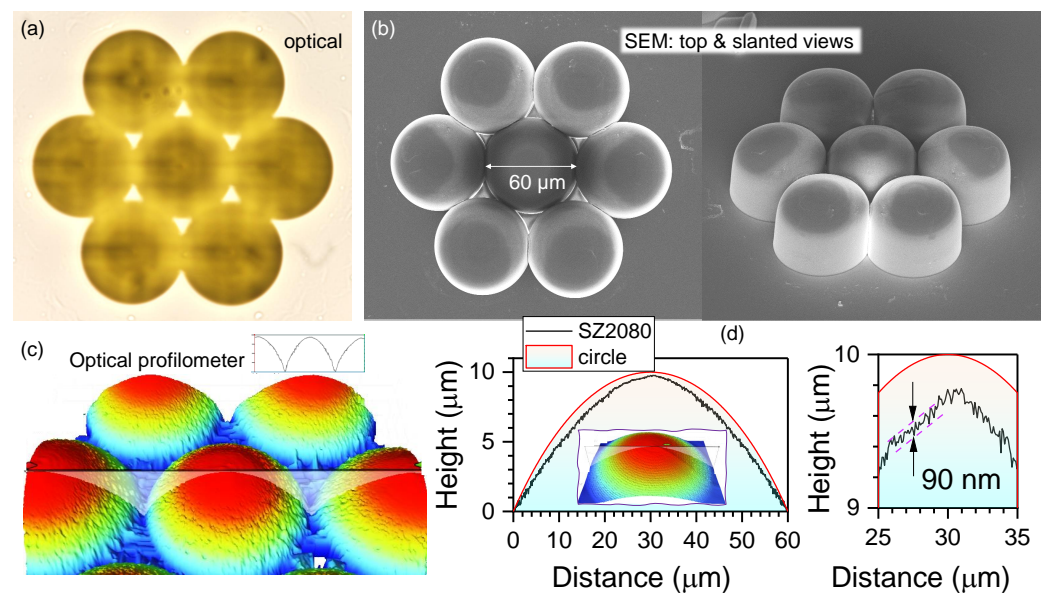 (a)
optical
(b)
SEM: top & slanted views
60 μm
(c)
Optical profilometer
SZ2080
circle
(d)
10
5
0
Height (μm)
0 10 20 30 40 50 60
Distance (μm)
10
9
Height (μm)
90 nm
25 30 35
Distance (μm)